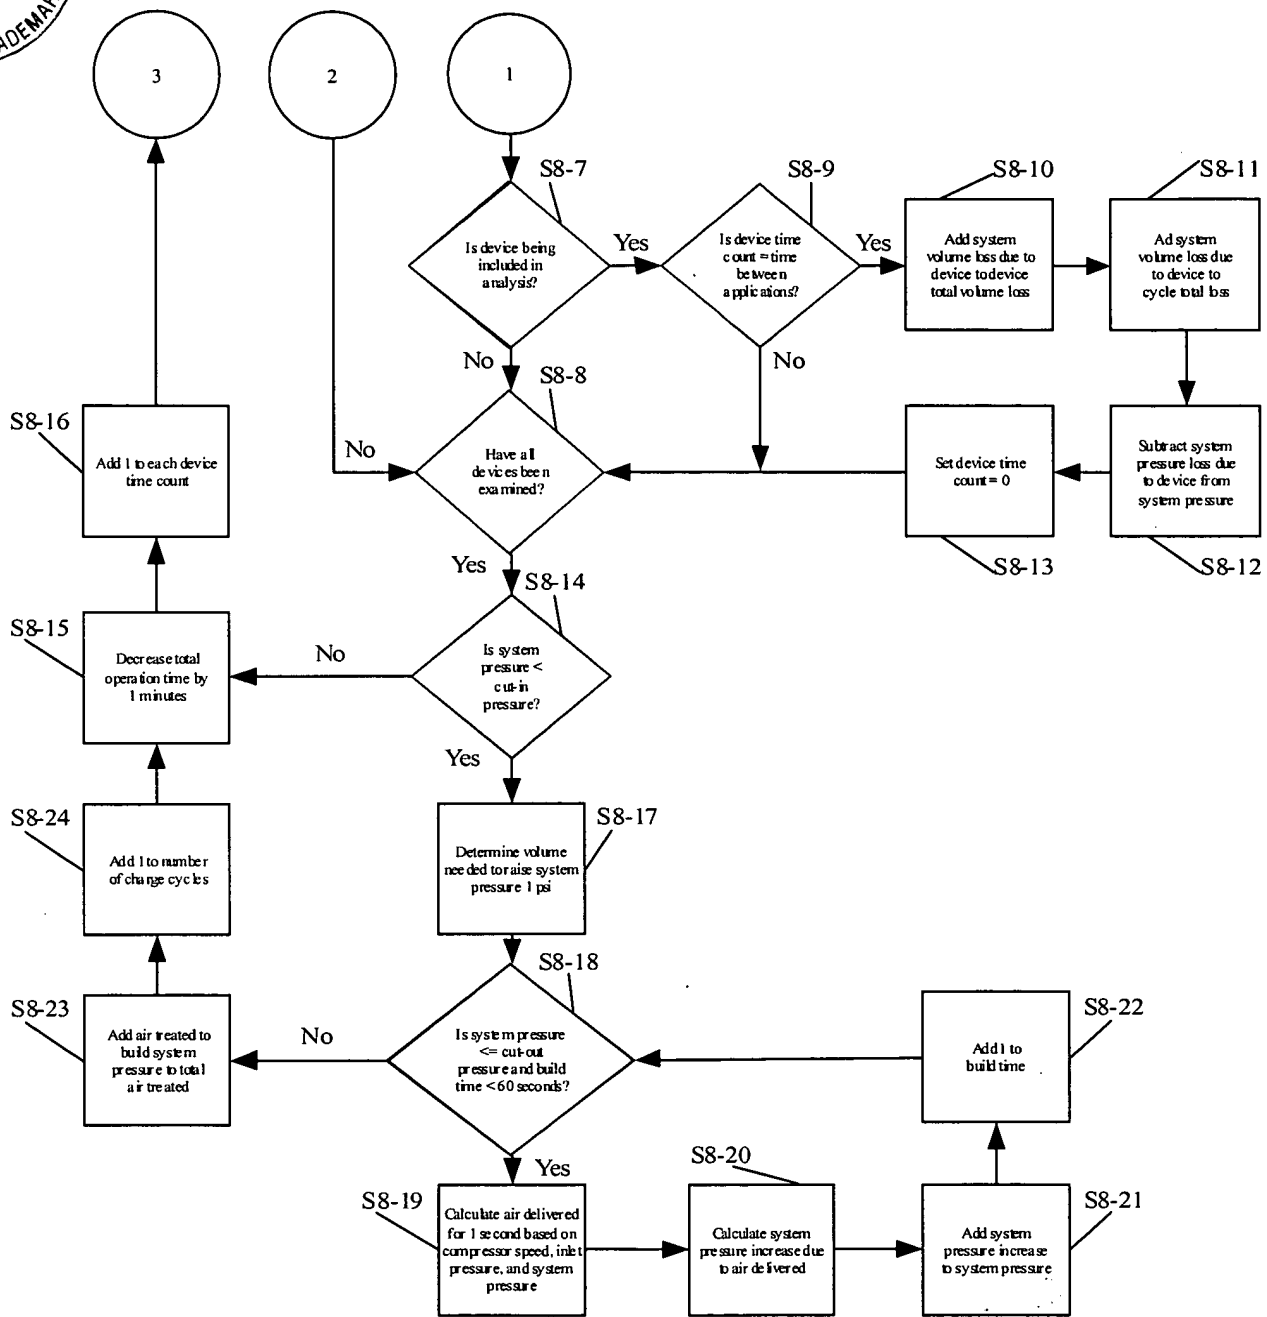 ADEMAR
3
2
1
S8-7
S8-9
S8-10
S8-11
Is device being
included in
analysis?
Yes
Is device time
count = time
between
applications?
Yes
Add system
volume loss due to
device to device
total volume loss
Ad system
volume loss due
to device to
cycle total loss
No
S8-8
No
S8-16
Add 1 to each device
time count
No
Have all
devices been
examined?
Set device time
count = 0
Subtract system
pressure loss due
to device from
system pressure
Yes
S8-14
S8-13
S8-12
S8-15
Decrease total
operation time by
1 minutes
No
Is system
pressure <
cut-in
pressure?
Yes
S8-24
Add 1 to number
of change cycles
S8-17
Determine volume
needed to raise system
pressure 1 psi
S8-18
S8-23
Add air treated to
build system
pressure to total
air treated
No
Is system pressure
<= cut-out
pressure and build
time < 60 seconds?
S8-22
Add 1 to
build time
Yes
S8-20
S8-19
Calculate air delivered
for 1 second based on
compressor speed, inlet
pressure, and system
pressure
Calculate system
pressure increase due
to air delivered
S8-21
Add system
pressure increase
to system pressure